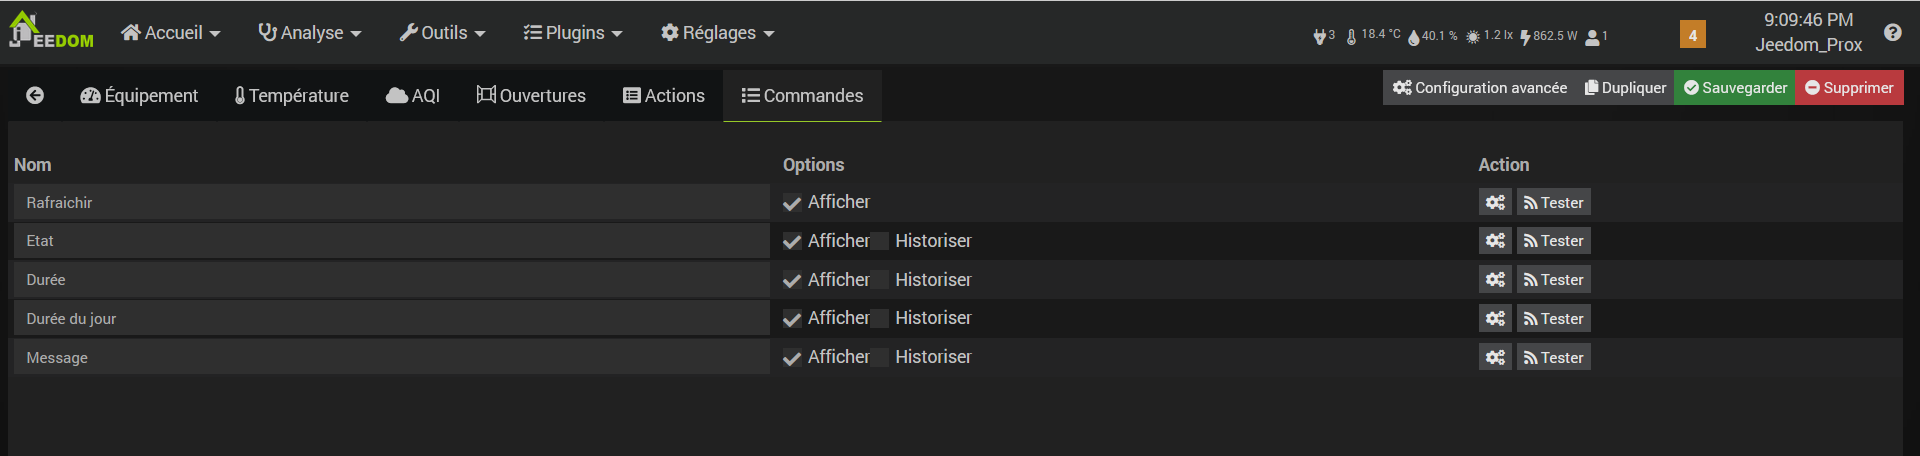 JEEDOM Accueil Analyse Outils Plugins Réglages 3 18.4 °C 40.1 % 1.2 lx 862.5 W 1 4 9:09:46 PM
Jeedom_Prox
Équipement Température AQI Ouvertures Actions Commandes Configuration avancée Dupliquer Sauvegarder Supprimer
Nom Options Action
Rafraichir Afficher Tester
Etat Afficher Historiser Tester
Durée Afficher Historiser Tester
Durée du jour Afficher Historiser Tester
Message Afficher Historiser Tester